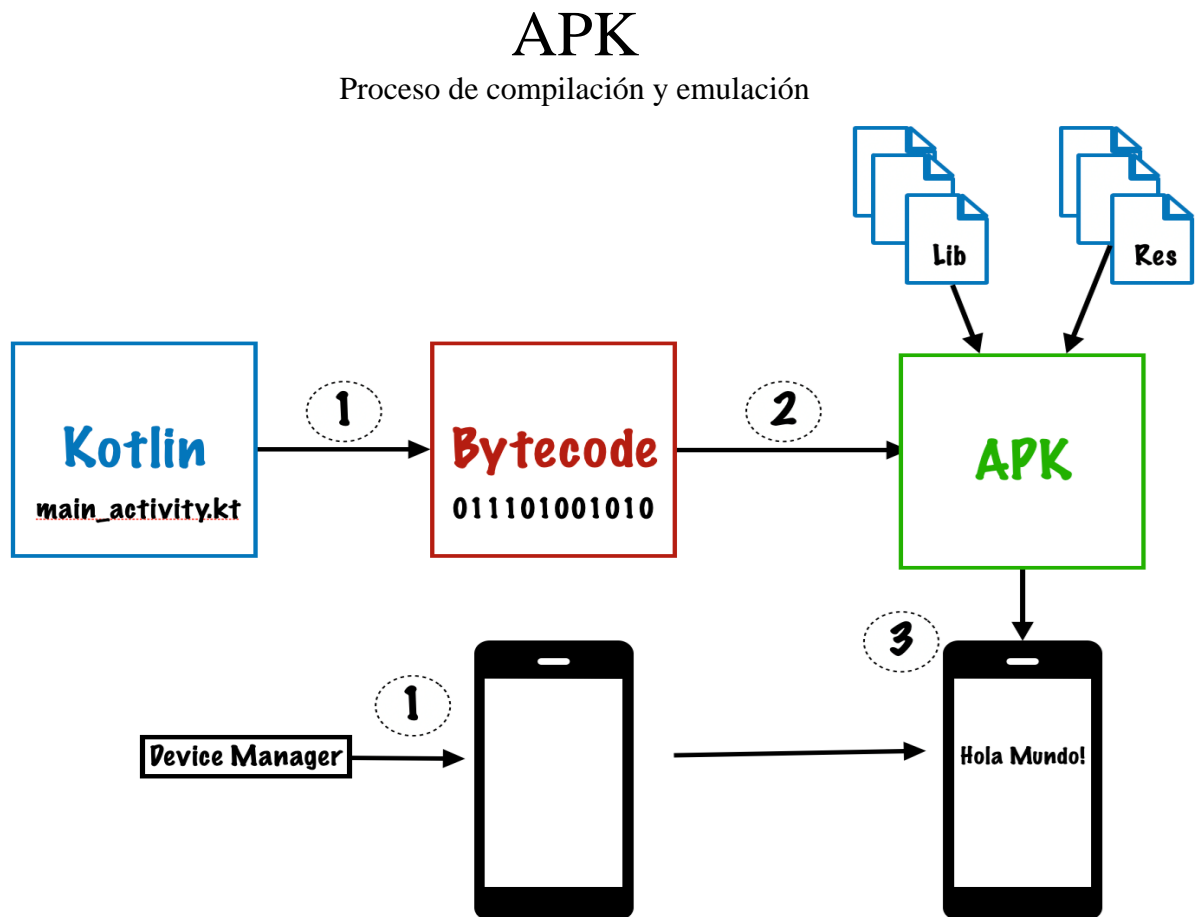 APK
Proceso de compilación y emulación
Lib
Res
1
2
Kotlin
main_activity.kt
Bytecode
011101001010
APK
3
1
Device Manager
Hola Mundo!